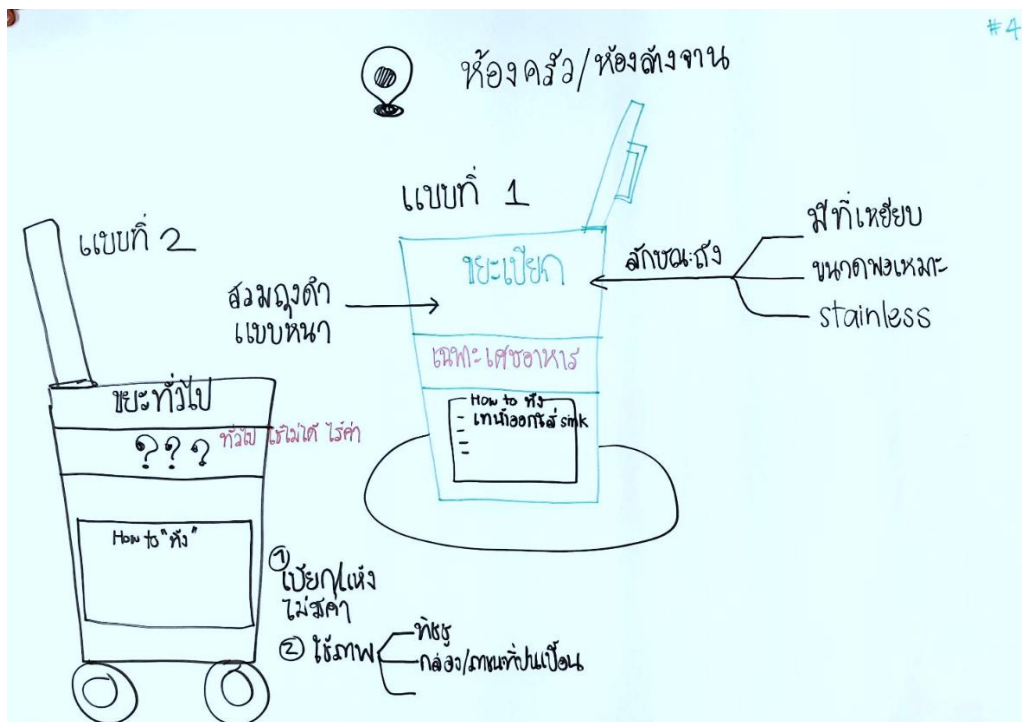 #4
ห้องครัว/ห้องล้างจาน
แบบที่ 1
ขยะเปียก
เฉพาะเศษอาหาร
How to ทิ้ง
- เทน้ำออกใส่ sink
-
-
-
สวมถุงดำ
แบบหนา
ลักษณะถัง
มีที่เหยียบ
ขนาดพอเหมาะ
stainless
แบบที่ 2
ขยะทั่วไป
???
ทั่วไป ใช้ไม่ได้ ไร้ค่า
How to "ทิ้ง"
① เปียก/แห้ง
ไม่มีค่า
② ใช้ภาพ
ทิชชู
กล่อง/ภาชนะที่ปนเปื้อน